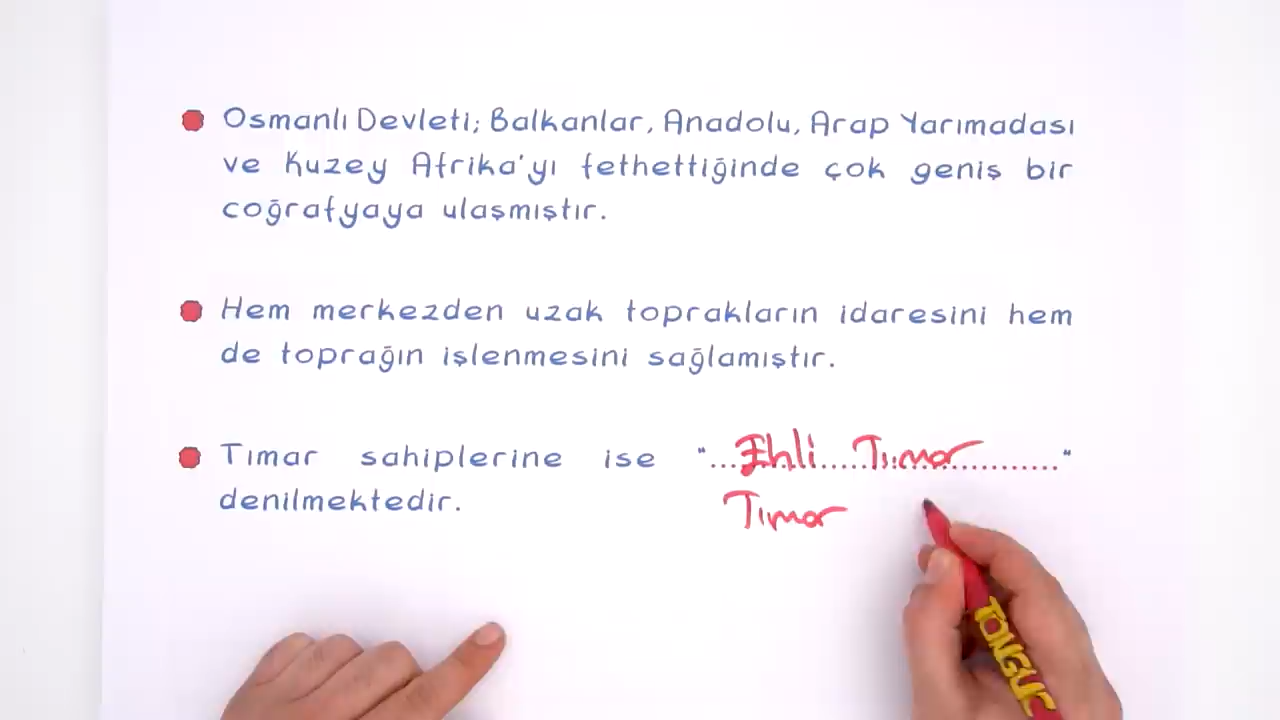 Osmanlı Devleti; Balkanlar, Anadolu, Arap Yarımadası
ve Kuzey Afrika'yı fethettiğinde çok geniş bir
coğrafyaya ulaşmıştır.
Hem merkezden uzak toprakların idaresini hem
de toprağın işlenmesini sağlamıştır.
Tımar sahiplerine ise "...Ehli Tımar..."
denilmektedir.
Tımar
TONGUÇ